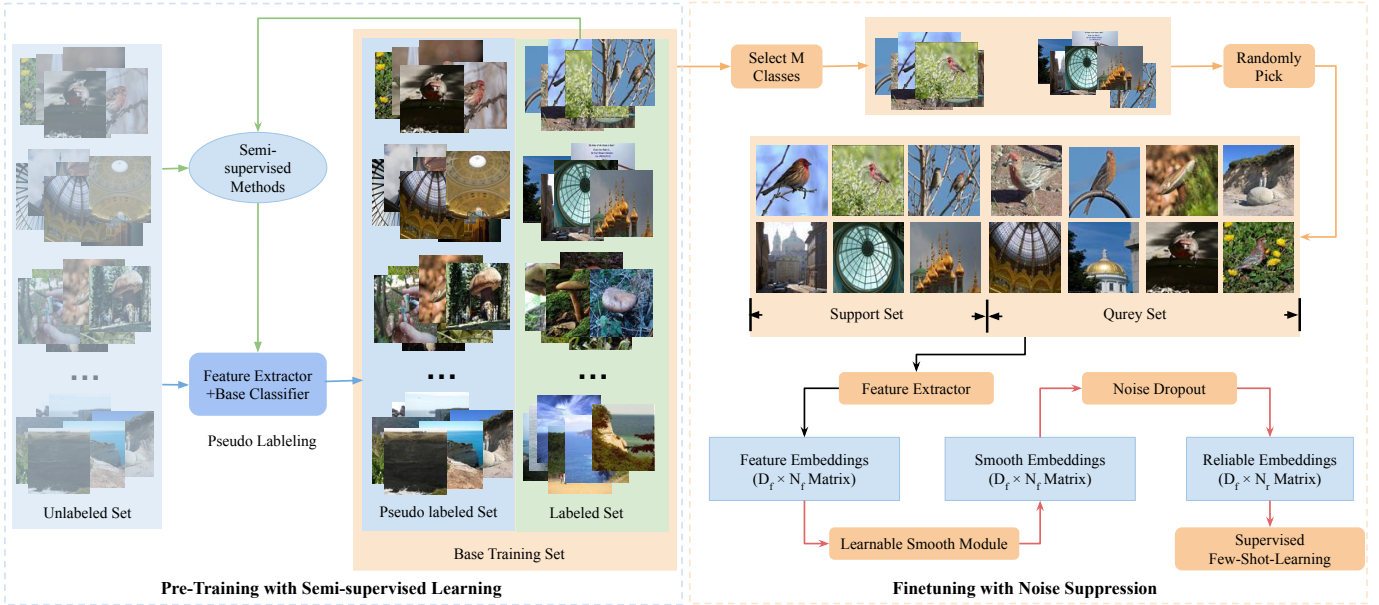 Semi-
supervised
Methods
Feature Extractor
+Base Classifier
Pseudo Lableling
...
...
...
Unlabeled Set
Pseudo labeled Set
Labeled Set
Base Training Set
Pre-Training with Semi-supervised Learning
Select M
Classes
Randomly
Pick
Support Set
Qurey Set
Feature Extractor
Noise Dropout
Feature Embeddings
(D_f × N_f Matrix)
Smooth Embeddings
(D_f × N_f Matrix)
Reliable Embeddings
(D_f × N_r Matrix)
Learnable Smooth Module
Supervised
Few-Shot-Learning
Finetuning with Noise Suppression